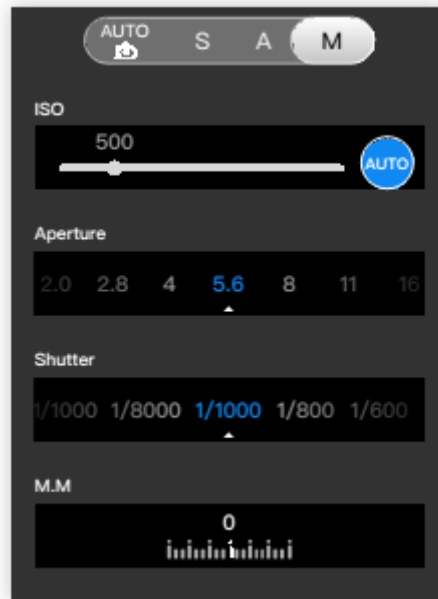 AUTO S A M
ISO
500
AUTO
Aperture
2.0 2.8 4 5.6 8 11 16
Shutter
1/1000 1/8000 1/1000 1/800 1/600
M.M
0